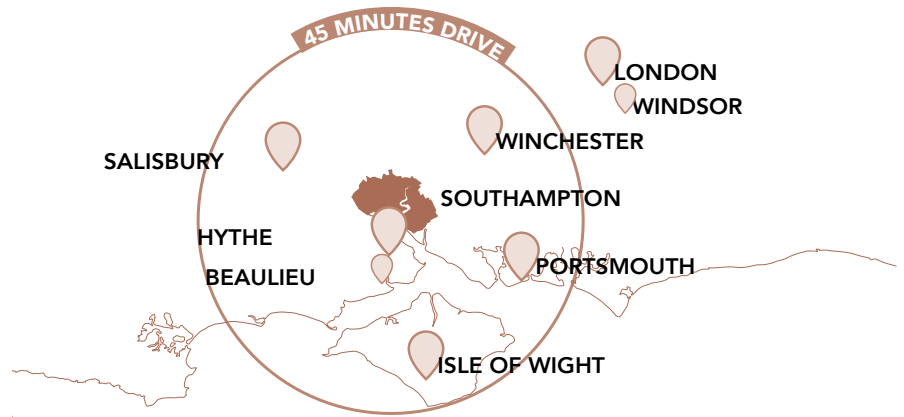 45 MINUTES DRIVE
LONDON
WINDSOR
WINCHESTER
SALISBURY
SOUTHAMPTON
HYTHE
PORTSMOUTH
BEAULIEU
ISLE OF WIGHT